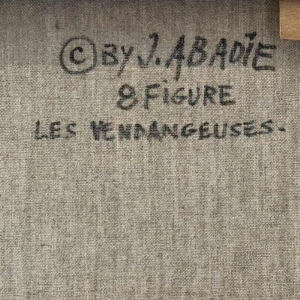 © BY J. ABADIE
8 FIGURE
LES VENDANGEUSES.